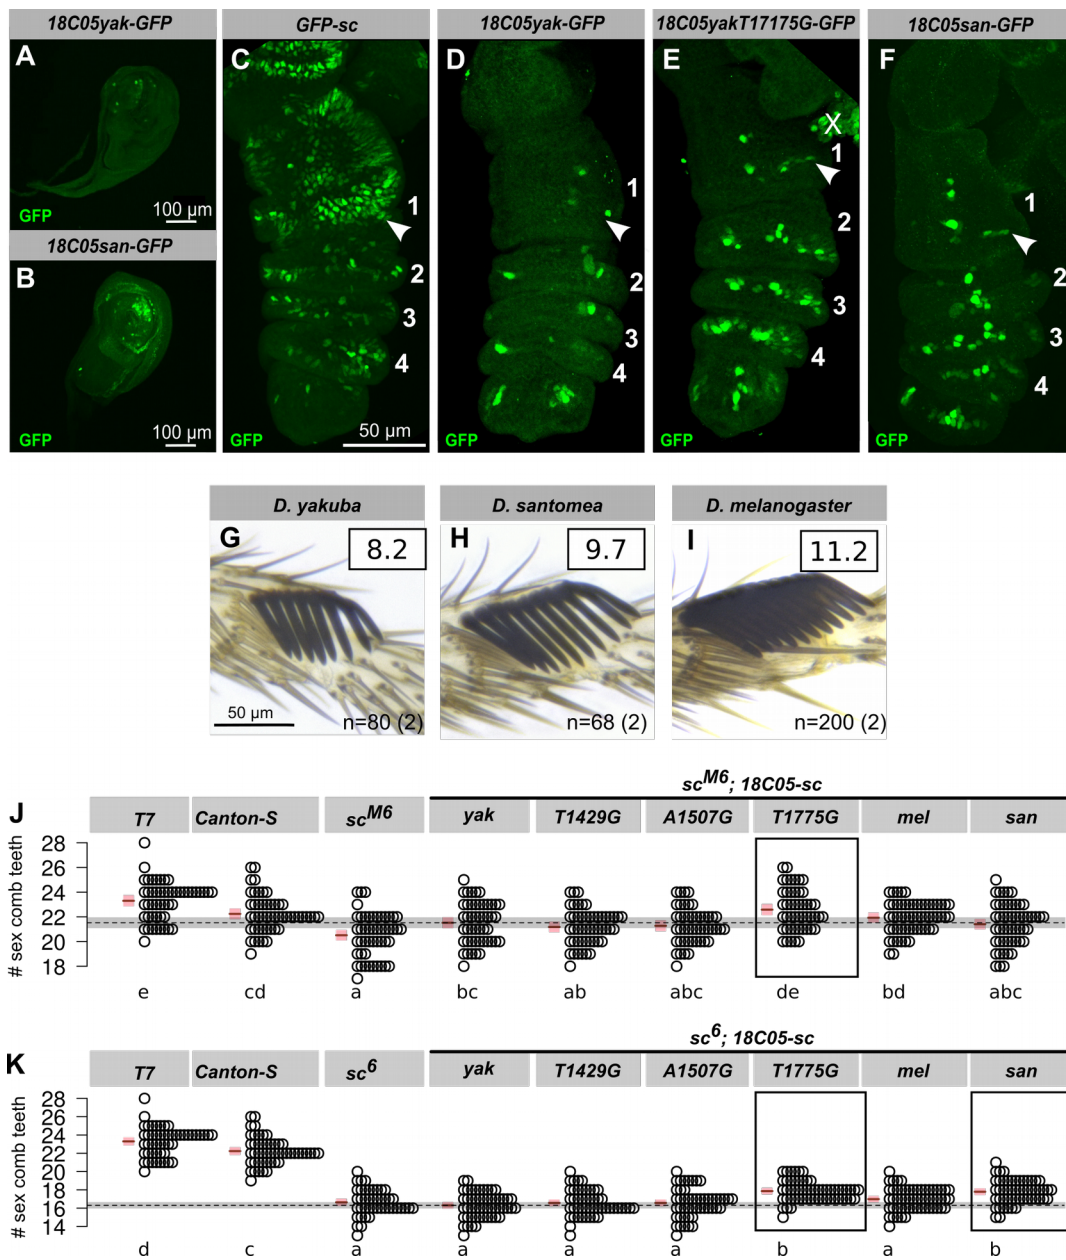 18C05yak-GFP
A
GFP
100 µm
18C05san-GFP
B
GFP
100 µm
GFP-sc
C
1
2
3
4
GFP
50 µm
18C05yak-GFP
D
1
2
3
4
GFP
18C05yakT17175G-GFP
E
X
1
2
3
4
GFP
18C05san-GFP
F
1
2
3
4
GFP
D. yakuba
G
8.2
50 µm
n=80 (2)
D. santomea
H
9.7
n=68 (2)
D. melanogaster
I
11.2
n=200 (2)
J
scM6; 18C05-sc
T7 Canton-S scM6 yak T1429G A1507G T1775G mel san
# sex comb teeth
28
26
24
22
20
18
e cd a bc ab abc de bd abc
K
sc6; 18C05-sc
T7 Canton-S sc6 yak T1429G A1507G T1775G mel san
# sex comb teeth
28
26
24
22
20
18
16
14
d c a a a a b a b